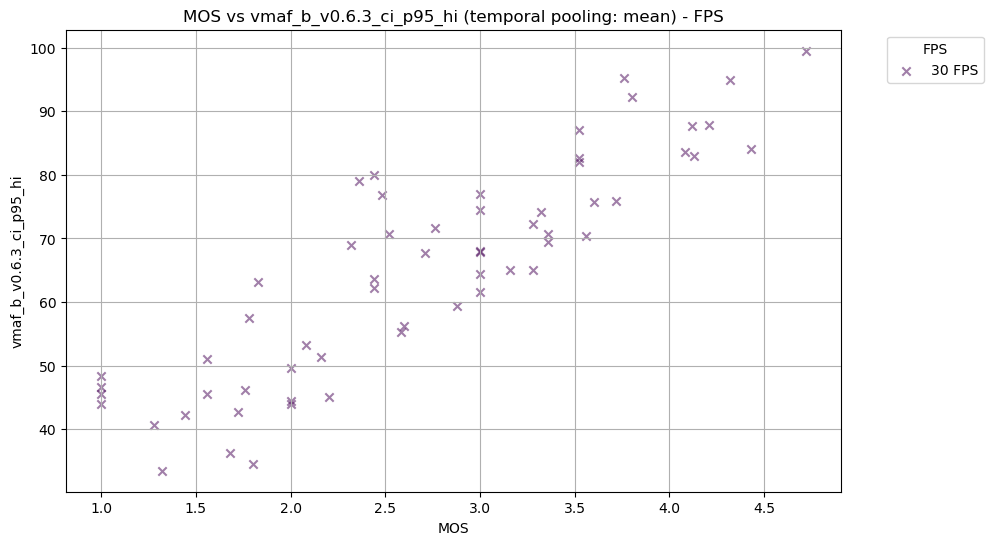 MOS vs vmaf_b_v0.6.3_ci_p95_hi (temporal pooling: mean) - FPS
FPS
30 FPS
vmaf_b_v0.6.3_ci_p95_hi
100
90
80
70
60
50
40
1.0 1.5 2.0 2.5 3.0 3.5 4.0 4.5
MOS